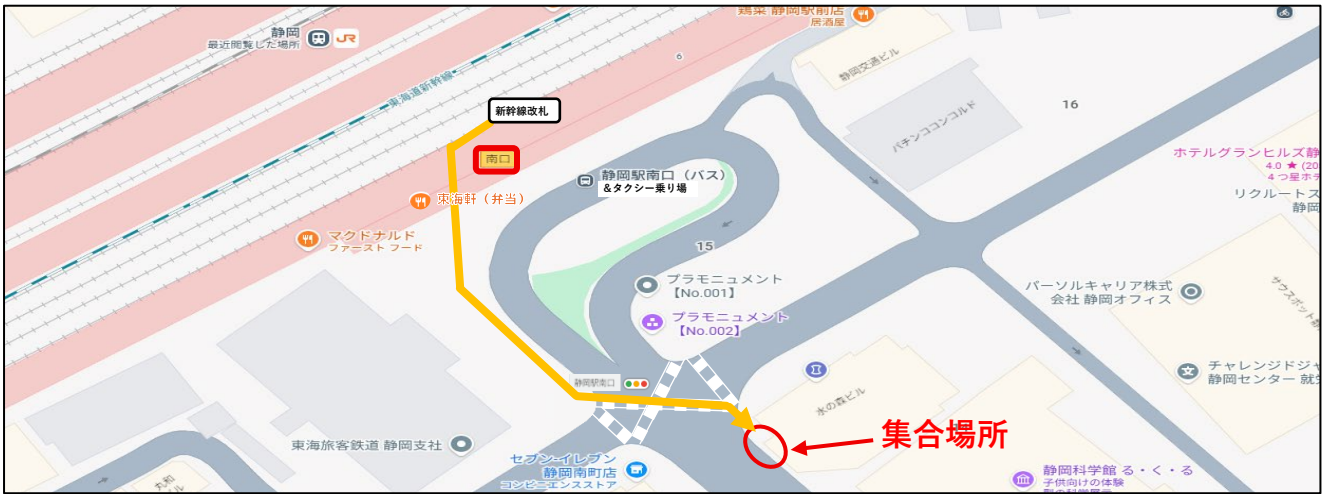 鶏菜 静岡駅前店
居酒屋
静岡
最近閲覧した場所
JR
東海道新幹線
6
静岡交通ビル
新幹線改札
16
パチンココンコルド
南口
静岡駅南口(バス)
&タクシー乗り場
ホテルグランヒルズ静
4.0 ★ (20
4 つ星ホテ
リクルートス
静岡
東海軒(弁当)
マクドナルド
ファースト フード
15
プラモニュメント
【No.001】
プラモニュメント
【No.002】
パーソルキャリア株式
会社 静岡オフィス
サウスポット静
静岡駅南口
チャレンジドジャ
静岡センター 就労
水の森ビル
集合場所
東海旅客鉄道 静岡支社
セブン-イレブン
静岡南町店
コンビニエンスストア
丸和
静岡科学館 る・く・る
子供向けの体験